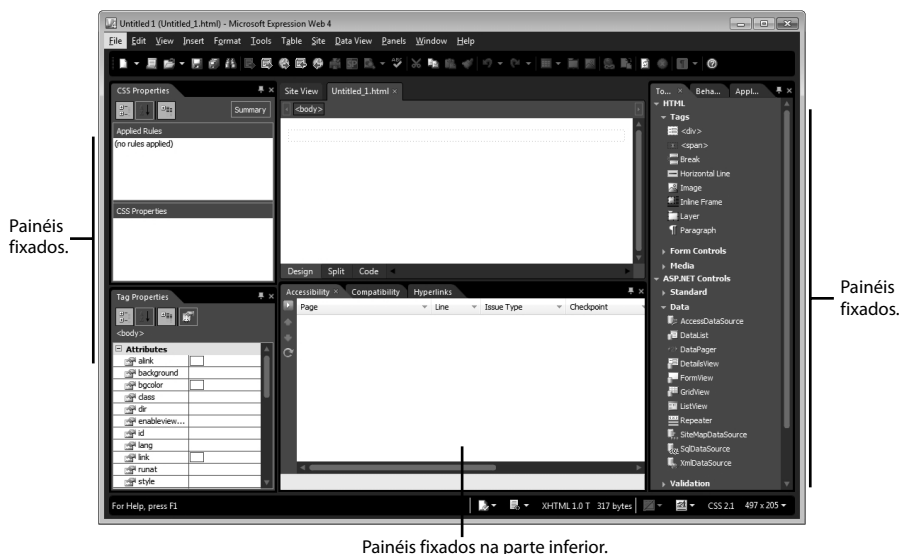 Untitled 1 (Untitled_1.html) - Microsoft Expression Web 4
File Edit View Insert Format Tools Table Site Data View Panels Window Help
CSS Properties
Summary
Applied Rules
(no rules applied)
CSS Properties
Tag Properties
<body>
Attributes
alink
background
bgcolor
class
dir
enableview...
id
lang
link
runat
style
Site View Untitled_1.html
<body>
Design Split Code
Accessibility Compatibility Hyperlinks
Page Line Issue Type Checkpoint
To... Beha... Appl...
HTML
Tags
<div>
<span>
Break
Horizontal Line
Image
Inline Frame
Layer
Paragraph
Form Controls
Media
ASP.NET Controls
Standard
Data
AccessDataSource
DataList
DataPager
DetailsView
FormView
GridView
ListView
Repeater
SiteMapDataSource
SqlDataSource
XmlDataSource
Validation
For Help, press F1
XHTML 1.0 T 317 bytes CSS 2.1 497 x 205
Painéis
fixados.
Painéis
fixados.
Painéis fixados na parte inferior.